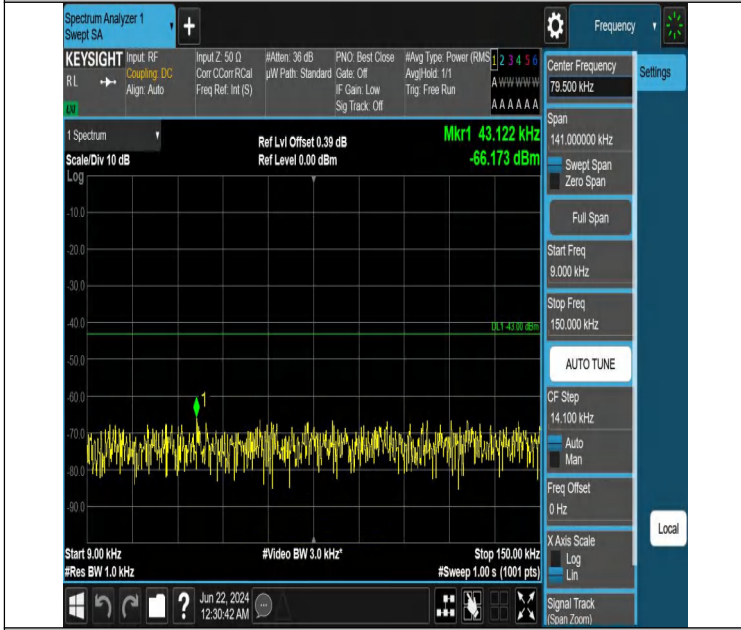 Spectrum Analyzer 1
Swept SA
+
Frequency
KEYSIGHT
RL
Input: RF
Coupling: DC
Align: Auto
Input Z: 50 Ω
Corr CCorr RCal
Freq Ref: Int (S)
#Atten: 36 dB
µW Path: Standard
PNO: Best Close
Gate: Off
IF Gain: Low
Sig Track: Off
#Avg Type: Power (RMS
Avg|Hold: 1/1
Trig: Free Run
1 2 3 4 5 6
A W W W W W
A A A A A A
1 Spectrum
Scale/Div 10 dB
Log
Ref Lvl Offset 0.39 dB
Ref Level 0.00 dBm
Mkr1 43.122 kHz
-66.173 dBm
-10.0
-20.0
-30.0
-40.0
DL1 -43.00 dBm
-50.0
-60.0
1
-70.0
-80.0
-90.0
Start 9.00 kHz
#Res BW 1.0 kHz
#Video BW 3.0 kHz*
Stop 150.00 kHz
#Sweep 1.00 s (1001 pts)
?
Jun 22, 2024
12:30:42 AM
Center Frequency
79.500 kHz
Settings
Span
141.000000 kHz
Swept Span
Zero Span
Full Span
Start Freq
9.000 kHz
Stop Freq
150.000 kHz
AUTO TUNE
CF Step
14.100 kHz
Auto
Man
Freq Offset
0 Hz
X Axis Scale
Log
Lin
Local
Signal Track
(Span Zoom)